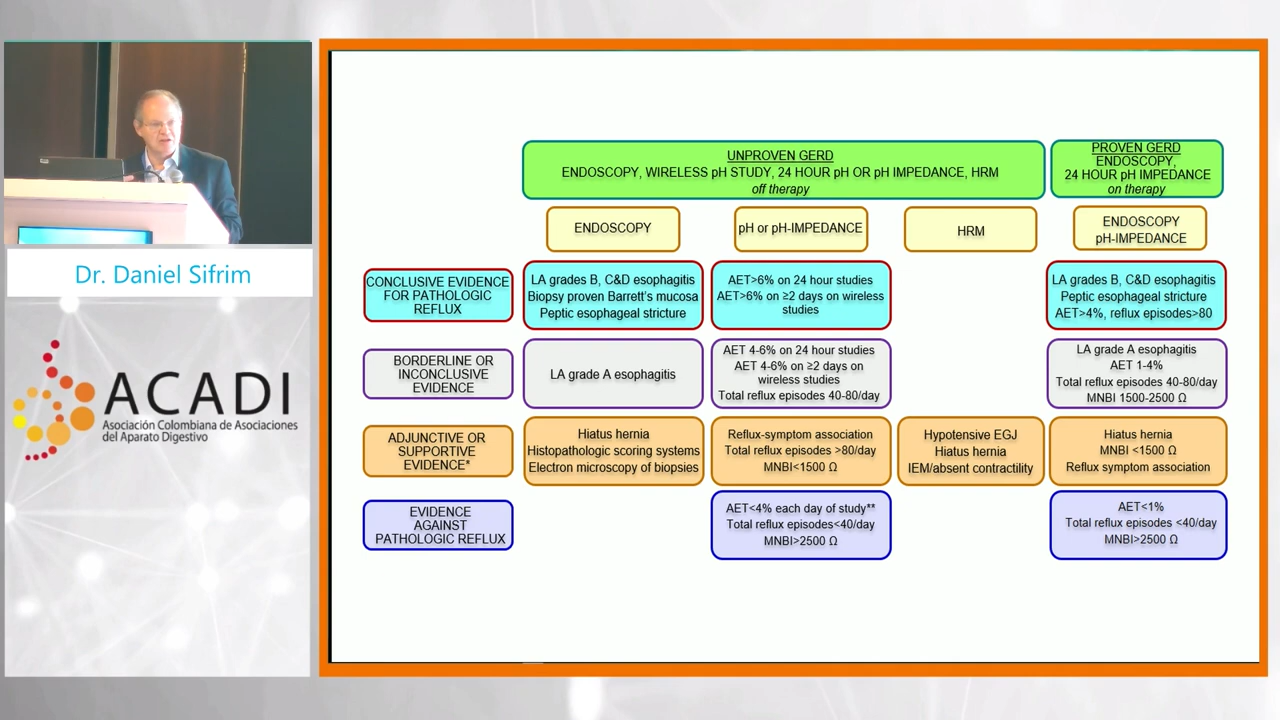 UNPROVEN GERD
ENDOSCOPY, WIRELESS pH STUDY, 24 HOUR pH OR pH IMPEDANCE, HRM
off therapy
PROVEN GERD
ENDOSCOPY,
24 HOUR pH IMPEDANCE
on therapy
ENDOSCOPY
pH or pH-IMPEDANCE
HRM
ENDOSCOPY
pH-IMPEDANCE
CONCLUSIVE EVIDENCE
FOR PATHOLOGIC
REFLUX
LA grades B, C&D esophagitis
Biopsy proven Barrett's mucosa
Peptic esophageal stricture
AET>6% on 24 hour studies
AET>6% on ≥2 days on wireless
studies
LA grades B, C&D esophagitis
Peptic esophageal stricture
AET>4%, reflux episodes>80
BORDERLINE OR
INCONCLUSIVE
EVIDENCE
LA grade A esophagitis
AET 4-6% on 24 hour studies
AET 4-6% on ≥2 days on
wireless studies
Total reflux episodes 40-80/day
LA grade A esophagitis
AET 1-4%
Total reflux episodes 40-80/day
MNBI 1500-2500 Ω
ADJUNCTIVE OR
SUPPORTIVE
EVIDENCE*
Hiatus hernia
Histopathologic scoring systems
Electron microscopy of biopsies
Reflux-symptom association
Total reflux episodes >80/day
MNBI<1500 Ω
Hypotensive EGJ
Hiatus hernia
IEM/absent contractility
Hiatus hernia
MNBI <1500 Ω
Reflux symptom association
EVIDENCE
AGAINST
PATHOLOGIC REFLUX
AET<4% each day of study**
Total reflux episodes<40/day
MNBI>2500 Ω
AET<1%
Total reflux episodes <40/day
MNBI>2500 Ω
Dr. Daniel Sifrim
ACADI
Asociación Colombiana de Asociaciones
del Aparato Digestivo